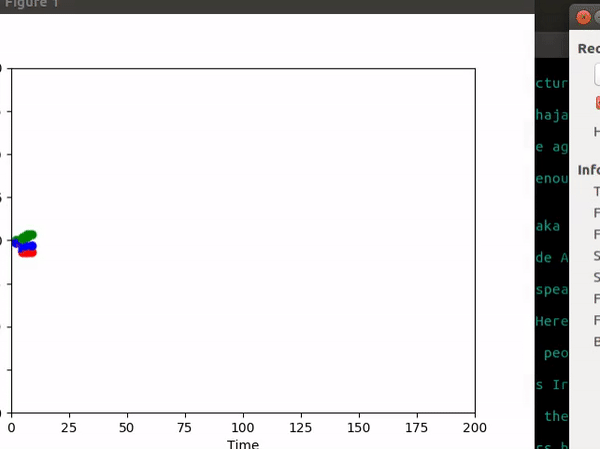 Figure 1
0 25 50 75 100 125 150 175 200
Time
ctur
haja
e ag
enou
aka
de A
spea
Here
peo
s Ir
the
Rec
H
Info
T
F
F
S
S
F
F
B